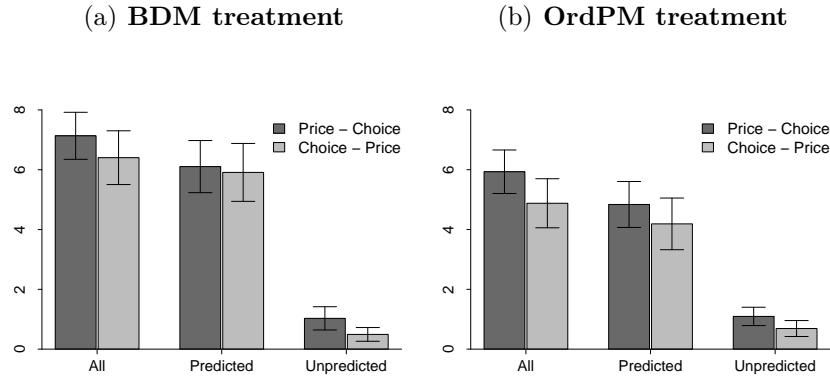 (a) BDM treatment
8
6
4
2
0
Price − Choice
Choice − Price
All
Predicted
Unpredicted
(b) OrdPM treatment
8
6
4
2
0
Price − Choice
Choice − Price
All
Predicted
Unpredicted